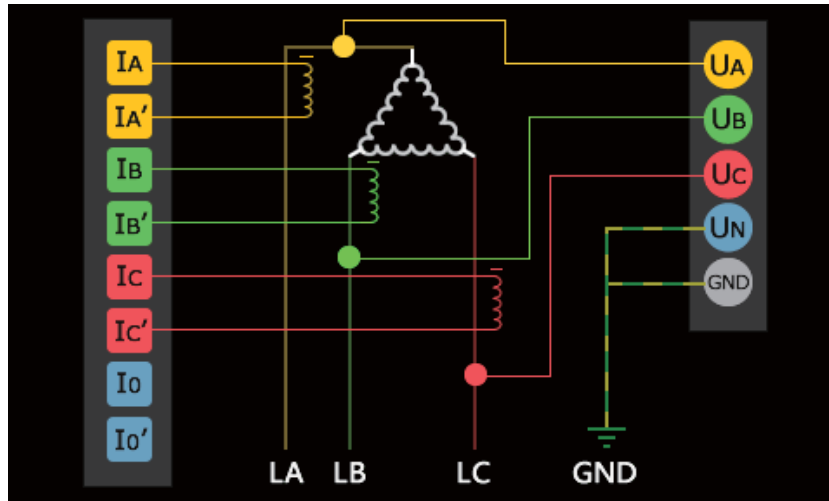 IA
IA′
IB
IB′
IC
IC′
I0
I0′
UA
UB
UC
UN
GND
LA LB LC GND